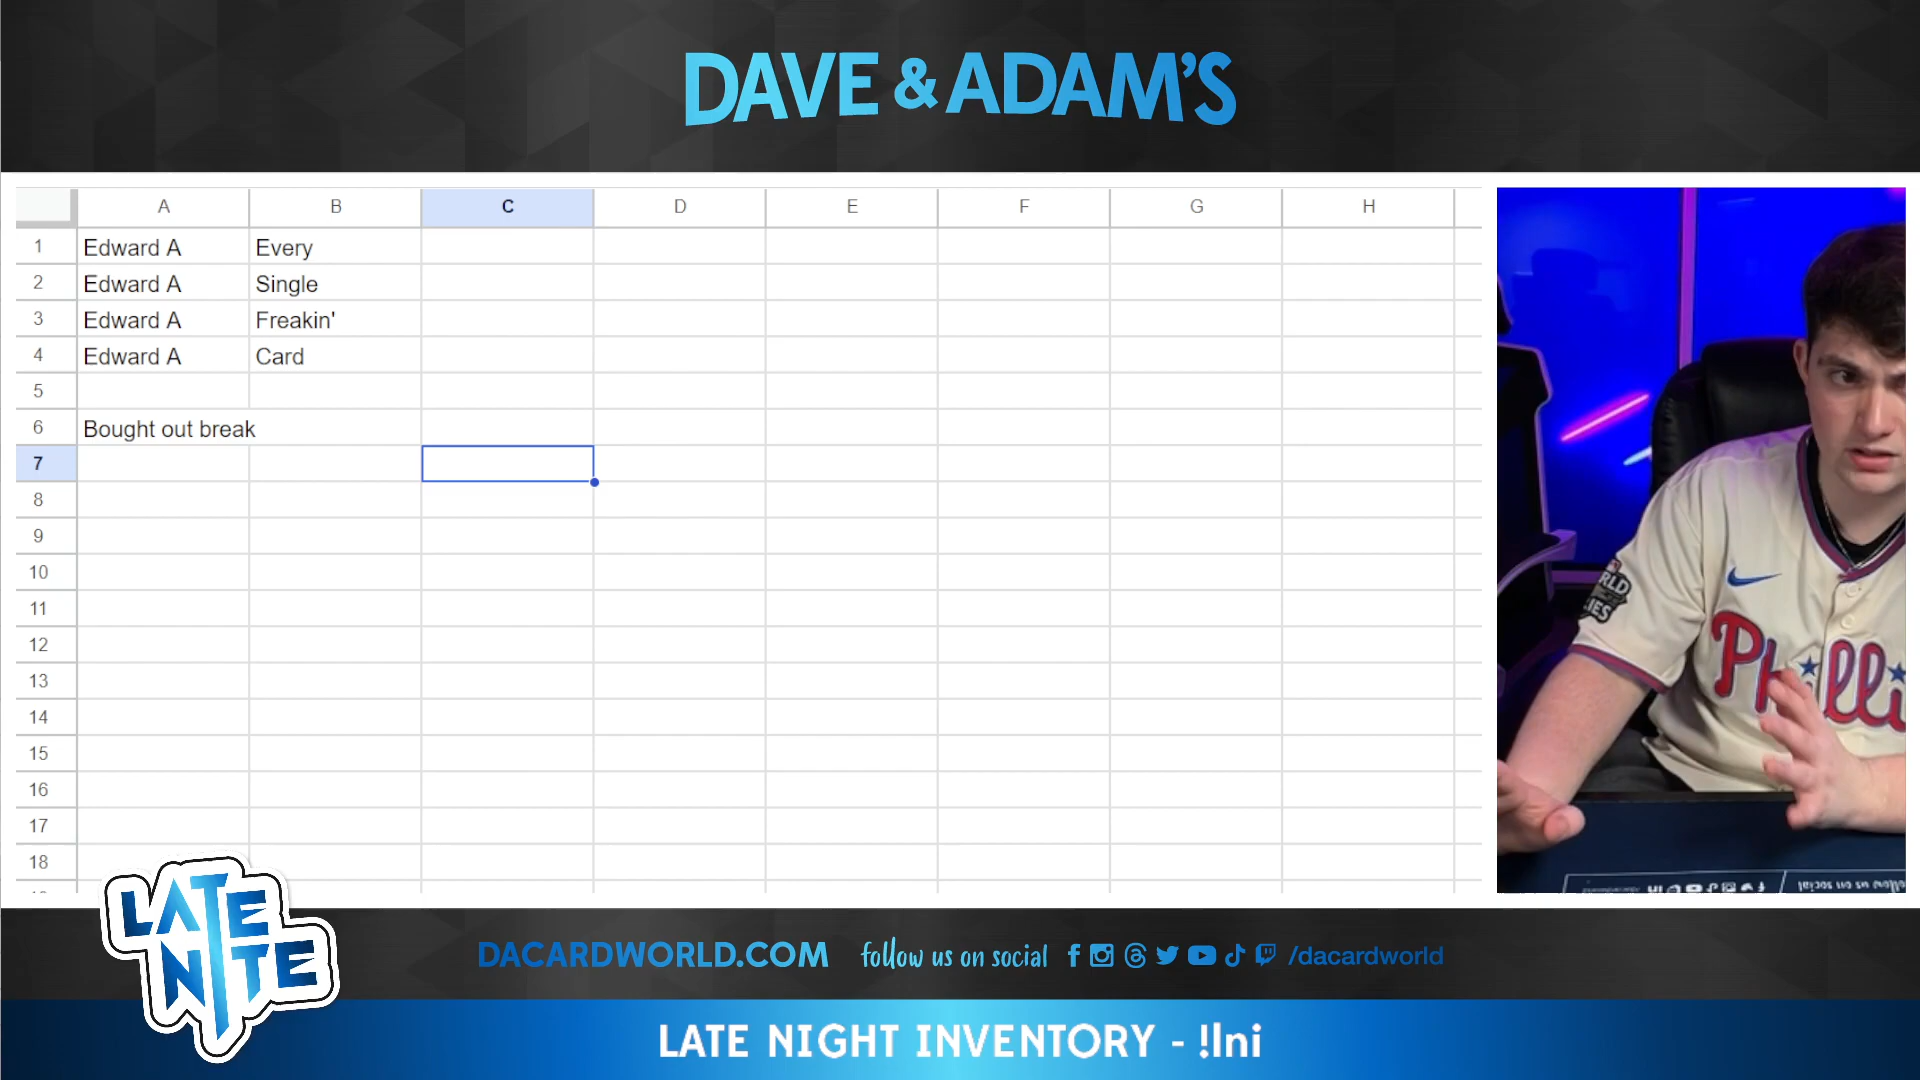 DAVE & ADAM'S
A B C D E F G H
1 Edward A Every
2 Edward A Single
3 Edward A Freakin'
4 Edward A Card
5
6 Bought out break
7
8
9
10
11
12
13
14
15
16
17
18
Philli
LATE
NITE
DACARDWORLD.COM follow us on social /dacardworld
LATE NIGHT INVENTORY - !lni